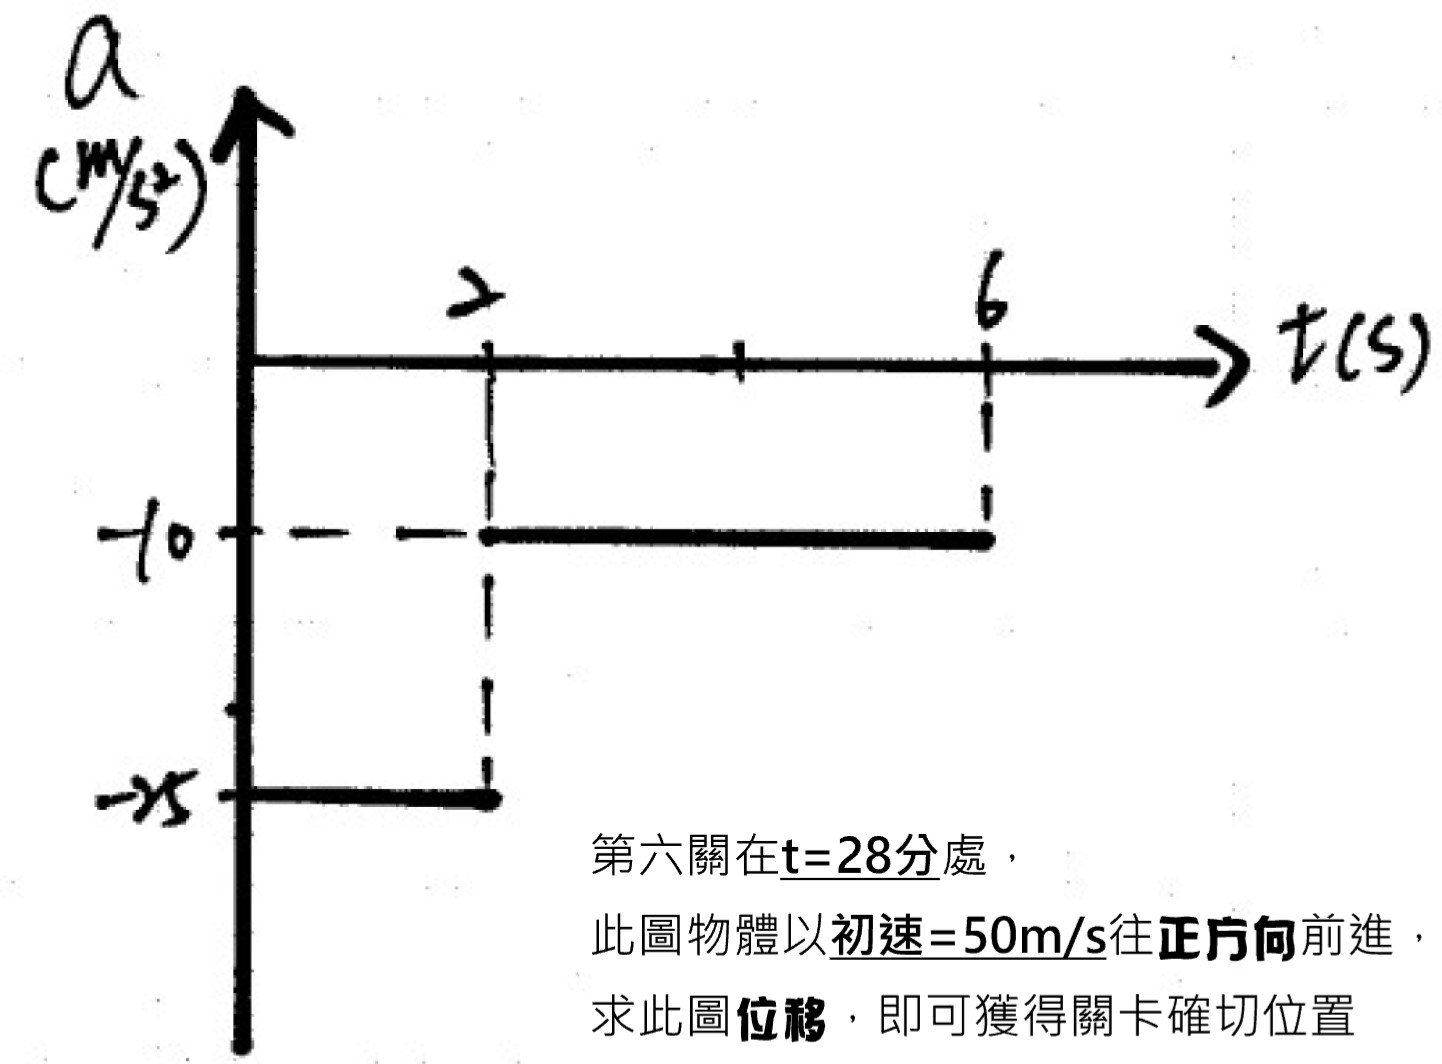 a
(m/s²)
2
6
t(s)
-10
-25
第六關在t=28分處，
此圖物體以初速=50m/s往正方向前進，
求此圖位移，即可獲得關卡確切位置